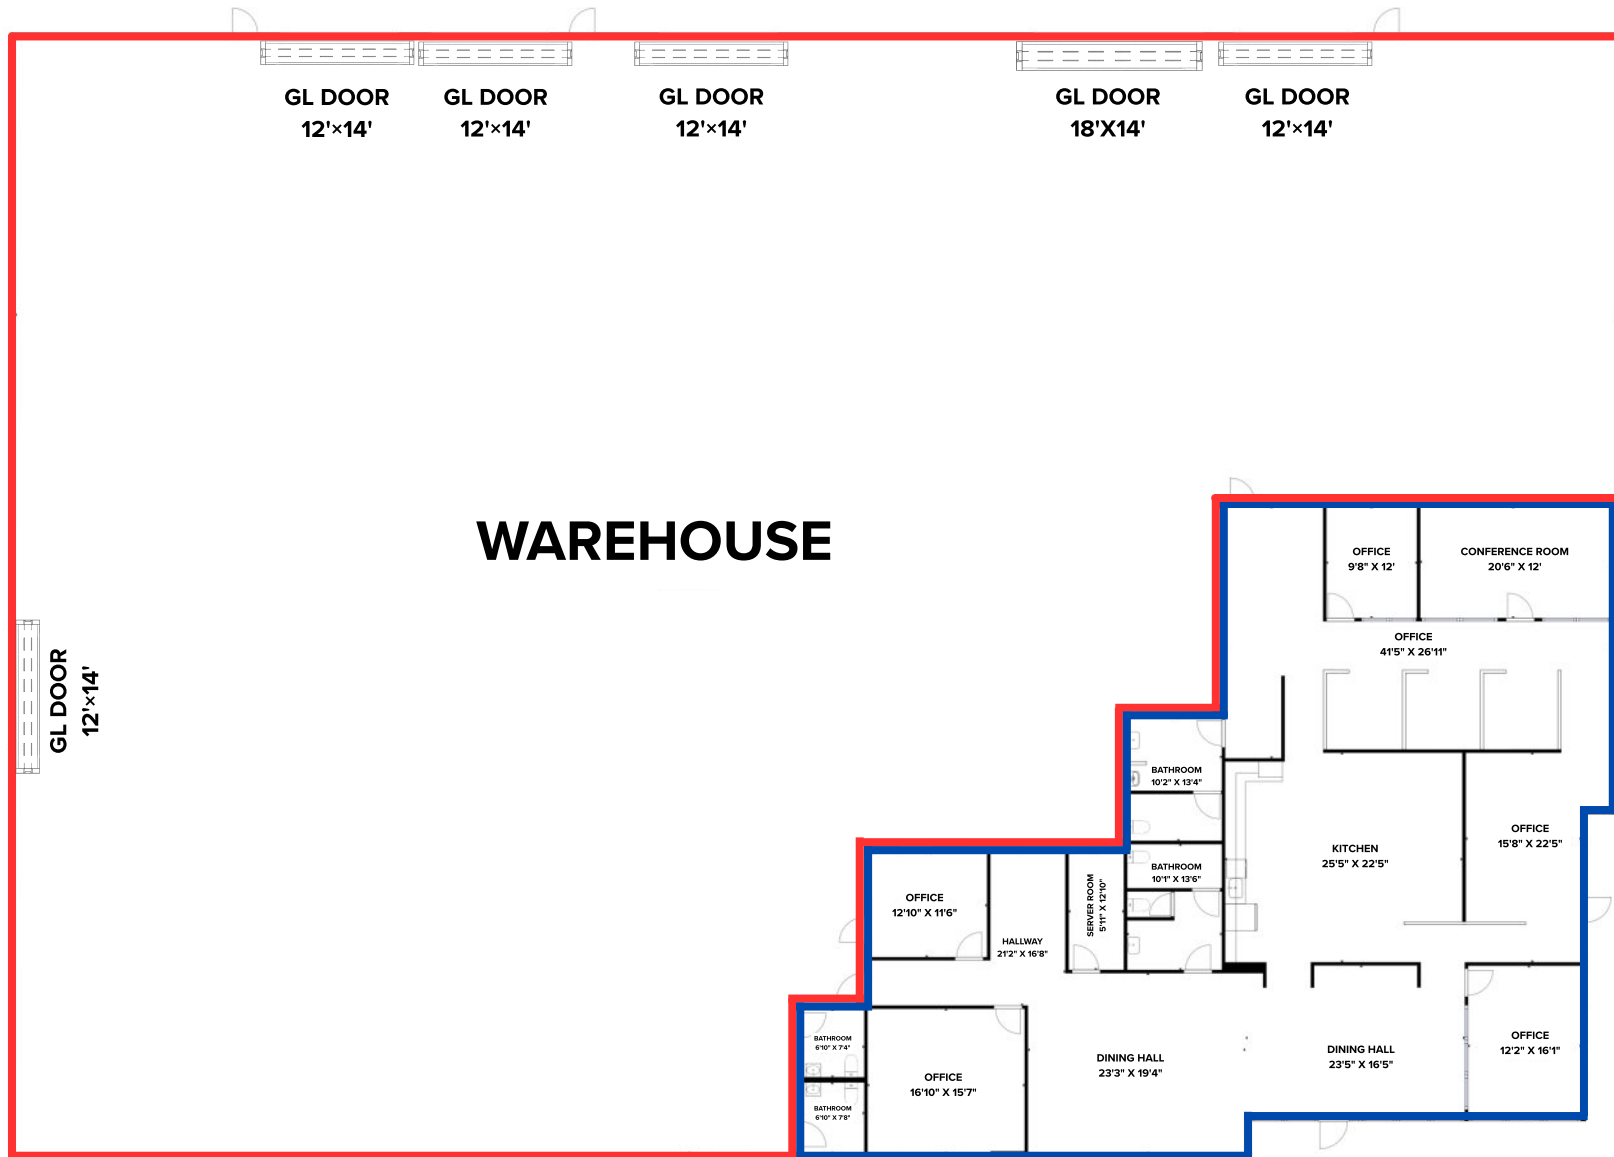 GL DOOR
12'×14'
GL DOOR
12'×14'
GL DOOR
12'×14'
GL DOOR
18'X14'
GL DOOR
12'×14'
WAREHOUSE
GL DOOR
12'×14'
OFFICE
9'8" X 12'
CONFERENCE ROOM
20'6" X 12'
OFFICE
41'5" X 26'11"
BATHROOM
10'2" X 13'4"
BATHROOM
10'1" X 13'6"
KITCHEN
25'5" X 22'5"
OFFICE
15'8" X 22'5"
OFFICE
12'10" X 11'6"
HALLWAY
21'2" X 16'8"
SERVER ROOM
5'11" X 12'10"
BATHROOM
6'10" X 7'4"
BATHROOM
6'10" X 7'8"
OFFICE
16'10" X 15'7"
DINING HALL
23'3" X 19'4"
DINING HALL
23'5" X 16'5"
OFFICE
12'2" X 16'1"